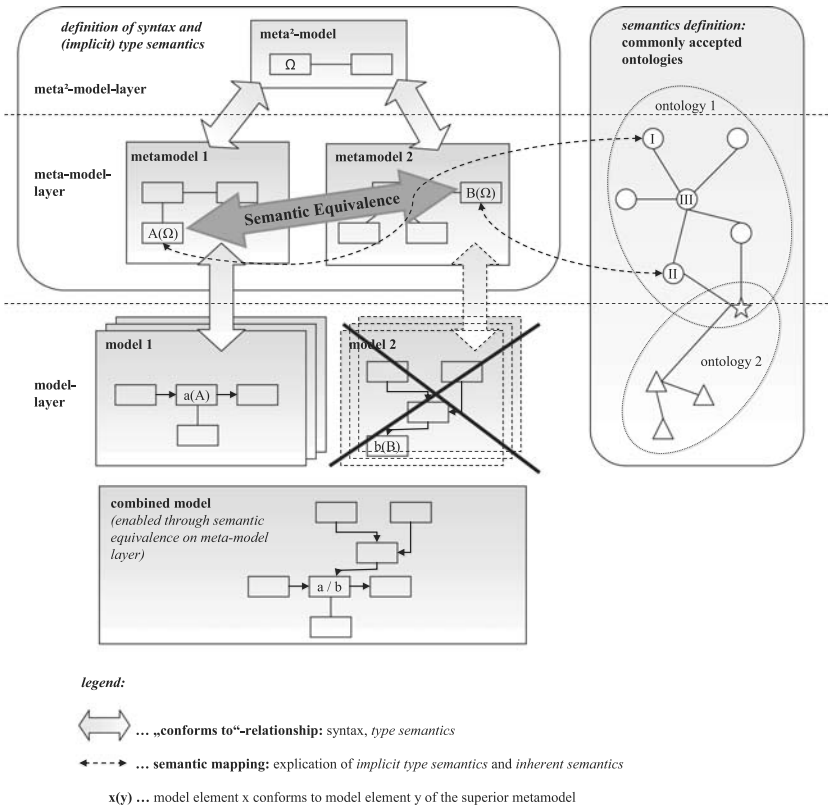 definition of syntax and
(implicit) type semantics
meta²-model
Ω
meta²-model-layer
semantics definition:
commonly accepted
ontologies
ontology 1
I
III
II
ontology 2
meta-model-
layer
metamodel 1
metamodel 2
A(Ω)
Semantic Equivalence
B(Ω)
model-
layer
model 1
a(A)
model 2
b(B)
combined model
(enabled through semantic
equivalence on meta-model
layer)
a / b
legend:
... „conforms to“-relationship: syntax, type semantics
... semantic mapping: explication of implicit type semantics and inherent semantics
x(y) ... model element x conforms to model element y of the superior metamodel